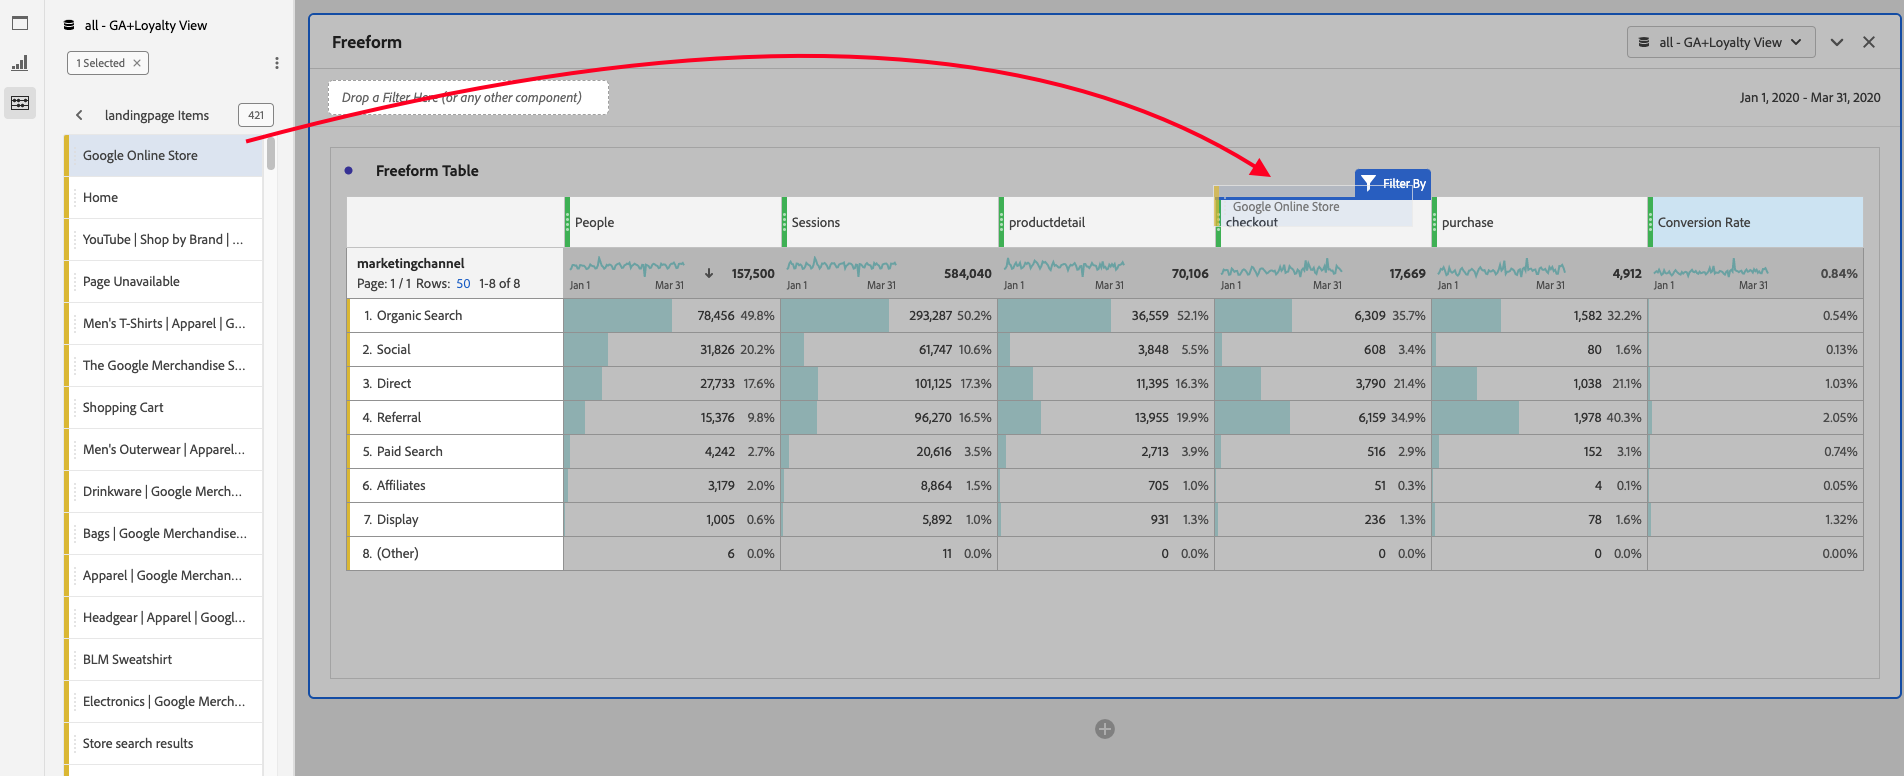 all - GA+Loyalty View
1 Selected
landingpage Items 421
Google Online Store
Home
YouTube | Shop by Brand | ...
Page Unavailable
Men's T-Shirts | Apparel | G...
The Google Merchandise S...
Shopping Cart
Men's Outerwear | Apparel...
Drinkware | Google Merch...
Bags | Google Merchandise...
Apparel | Google Merchan...
Headgear | Apparel | Googl...
BLM Sweatshirt
Electronics | Google Merch...
Store search results
Freeform
all - GA+Loyalty View
Drop a Filter Here (or any other component)
Jan 1, 2020 - Mar 31, 2020
Freeform Table
Filter By
Google Online Store
People Sessions productdetail checkout purchase Conversion Rate
marketingchannel
Page: 1 / 1 Rows: 50 1-8 of 8
157,500 584,040 70,106 17,669 4,912 0.84%
Jan 1 Mar 31 Jan 1 Mar 31 Jan 1 Mar 31 Jan 1 Mar 31 Jan 1 Mar 31 Jan 1 Mar 31
1. Organic Search 78,456 49.8% 293,287 50.2% 36,559 52.1% 6,309 35.7% 1,582 32.2% 0.54%
2. Social 31,826 20.2% 61,747 10.6% 3,848 5.5% 608 3.4% 80 1.6% 0.13%
3. Direct 27,733 17.6% 101,125 17.3% 11,395 16.3% 3,790 21.4% 1,038 21.1% 1.03%
4. Referral 15,376 9.8% 96,270 16.5% 13,955 19.9% 6,159 34.9% 1,978 40.3% 2.05%
5. Paid Search 4,242 2.7% 20,616 3.5% 2,713 3.9% 516 2.9% 152 3.1% 0.74%
6. Affiliates 3,179 2.0% 8,864 1.5% 705 1.0% 51 0.3% 4 0.1% 0.05%
7. Display 1,005 0.6% 5,892 1.0% 931 1.3% 236 1.3% 78 1.6% 1.32%
8. (Other) 6 0.0% 11 0.0% 0 0.0% 0 0.0% 0 0.0% 0.00%